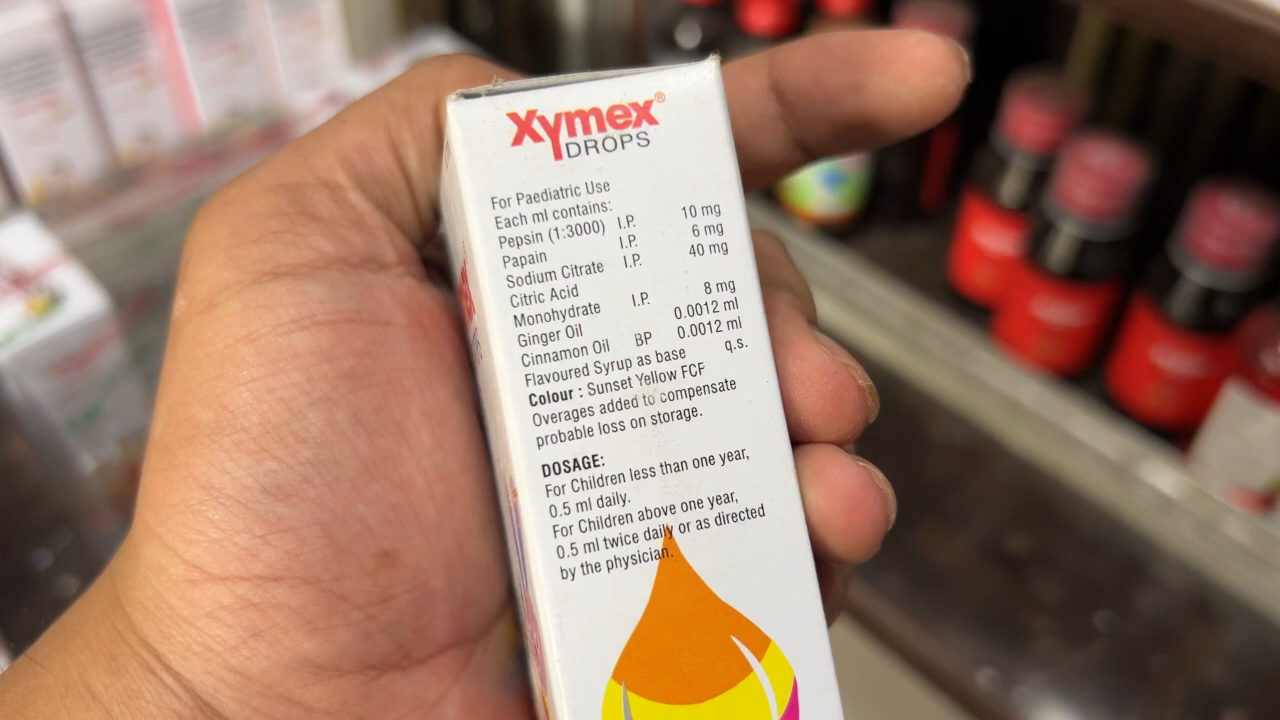 Xymex®
DROPS
For Paediatric Use
Each ml contains:
Pepsin (1:3000) I.P. 10 mg
Papain I.P. 6 mg
Sodium Citrate I.P. 40 mg
Citric Acid
Monohydrate I.P. 8 mg
Ginger Oil 0.0012 ml
Cinnamon Oil BP 0.0012 ml
Flavoured Syrup as base q.s.
Colour : Sunset Yellow FCF
Overages added to compensate
probable loss on storage.
DOSAGE:
For Children less than one year,
0.5 ml daily.
For Children above one year,
0.5 ml twice daily or as directed
by the physician.